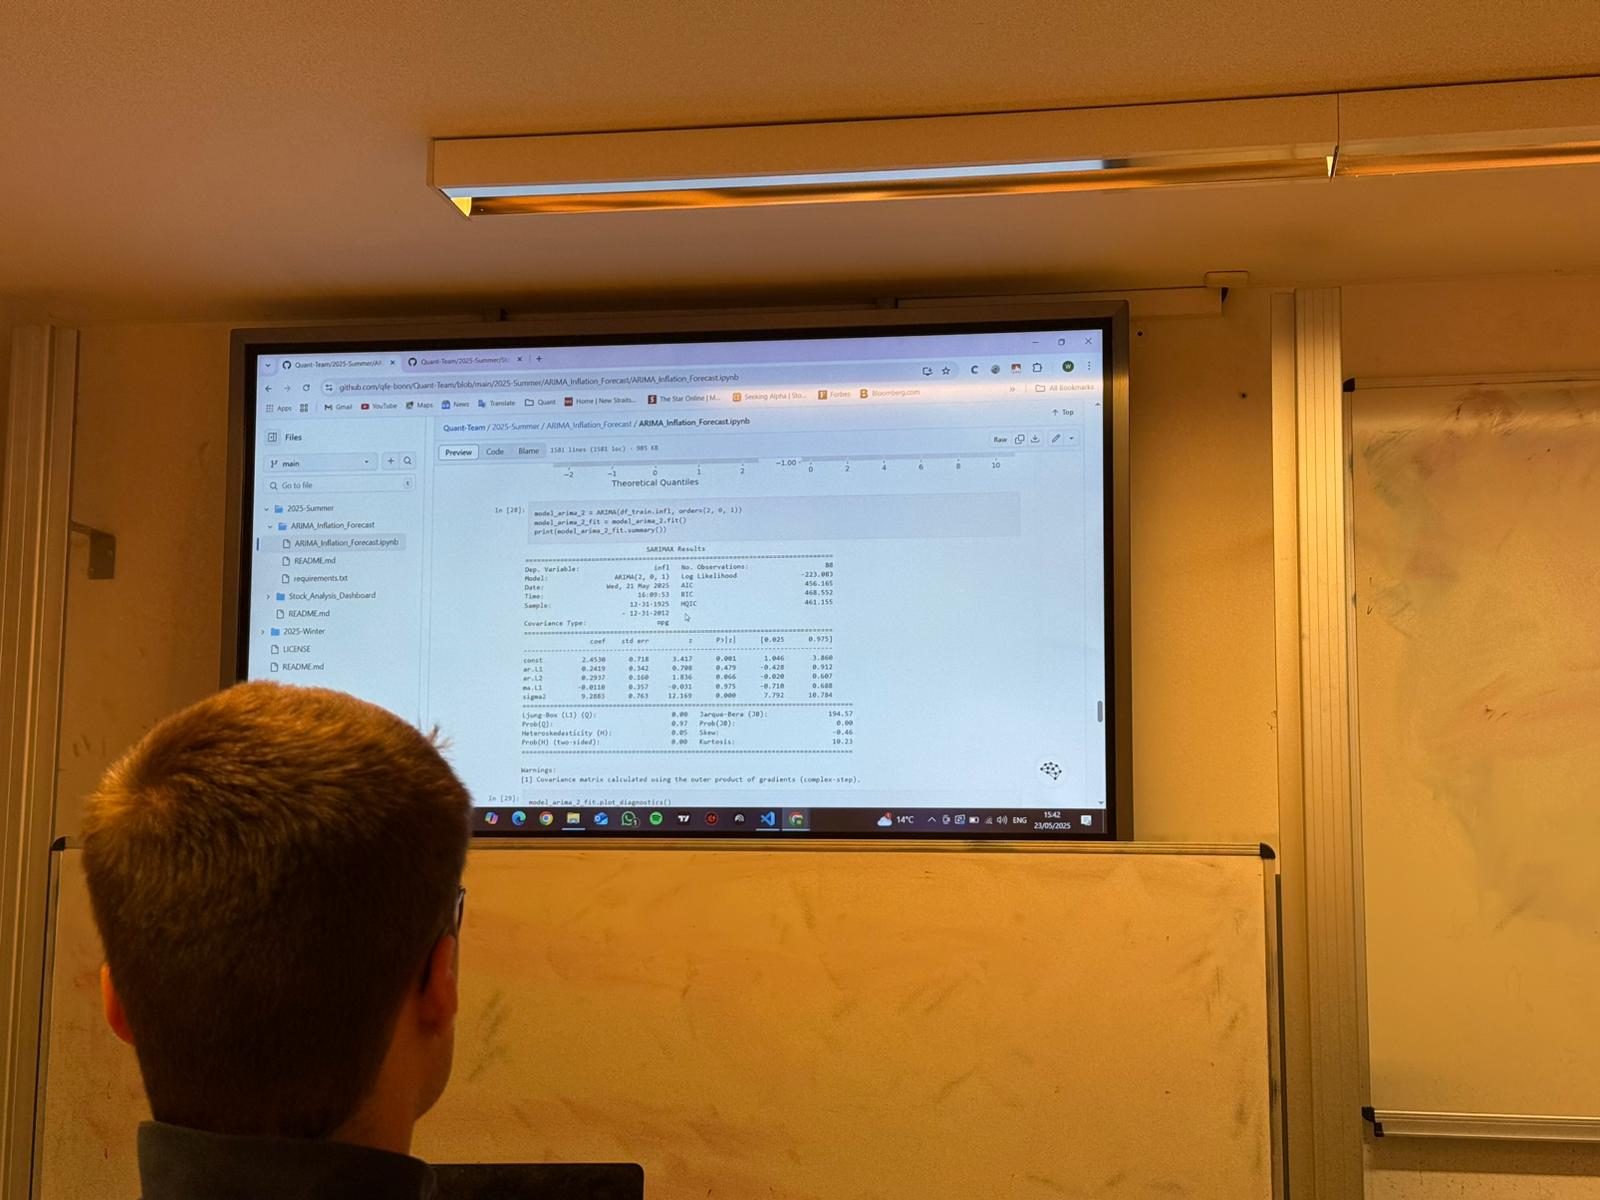 Quant-Team/2025-Summer/AR
Quant-Team/2025-Summer/St
github.com/qfe-bonn/Quant-Team/blob/main/2025-Summer/ARIMA_Inflation_Forecast/ARIMA_Inflation_Forecast.ipynb
Apps Gmail YouTube Maps News Translate Quant Home | New Straits... The Star Online | M... Seeking Alpha | Sto... Forbes Bloomberg.com » All Bookmarks
Files
Quant-Team / 2025-Summer / ARIMA_Inflation_Forecast / ARIMA_Inflation_Forecast.ipynb
Top
main
Preview Code Blame 1581 lines (1581 loc) · 985 KB Raw
Go to file
2025-Summer
ARIMA_Inflation_Forecast
ARIMA_Inflation_Forecast.ipynb
README.md
requirements.txt
Stock_Analysis_Dashboard
README.md
2025-Winter
LICENSE
README.md
−1.00
−2 −1 0 1 2 0 2 4 6 8 10
Theoretical Quantiles
In [28]: model_arima_2 = ARIMA(df_train.infl, order=(2, 0, 1))
model_arima_2_fit = model_arima_2.fit()
print(model_arima_2_fit.summary())
SARIMAX Results
Dep. Variable: infl No. Observations: 88
Model: ARIMA(2, 0, 1) Log Likelihood -223.083
Date: Wed, 21 May 2025 AIC 456.165
Time: 16:09:53 BIC 468.552
Sample: 12-31-1925 HQIC 461.155
- 12-31-2012
Covariance Type: opg
coef std err z P>|z| [0.025 0.975]
const 2.4530 0.718 3.417 0.001 1.046 3.860
ar.L1 0.2419 0.342 0.708 0.479 -0.428 0.912
ar.L2 0.2937 0.160 1.836 0.066 -0.020 0.607
ma.L1 -0.0110 0.357 -0.031 0.975 -0.710 0.688
sigma2 9.2883 0.763 12.169 0.000 7.792 10.784
Ljung-Box (L1) (Q): 0.00 Jarque-Bera (JB): 194.57
Prob(Q): 0.97 Prob(JB): 0.00
Heteroskedasticity (H): 0.05 Skew: -0.46
Prob(H) (two-sided): 0.00 Kurtosis: 10.23
Warnings:
[1] Covariance matrix calculated using the outer product of gradients (complex-step).
In [29]: model_arima_2_fit.plot_diagnostics()
14°C ENG 15:42
23/05/2025